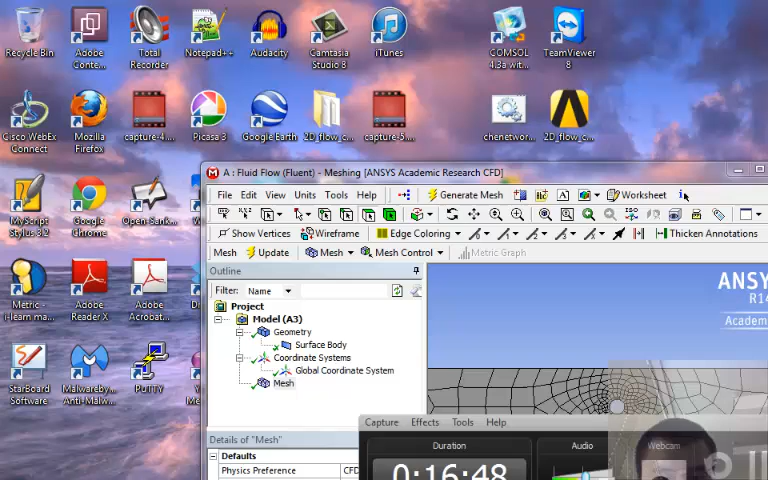 Recycle Bin
Adobe
Conte...
Total
Recorder
Notepad++
Audacity
Camtasia
Studio 8
iTunes
COMSOL
4.3a wit...
TeamViewer
8
Cisco WebEx
Connect
Mozilla
Firefox
capture-4....
Picasa 3
Google Earth
2D_flow_c...
capture-5....
chenetwor...
2D_flow_c...
MyScript
Stylus 3.2
Google
Chrome
Open-Sank...
Metric -
i-learn ma...
Adobe
Reader X
Adobe
Acrobat...
StarBoard
Software
Malwareby...
Anti-Malw...
PuTTY
A : Fluid Flow (Fluent) - Meshing [ANSYS Academic Research CFD]
File Edit View Units Tools Help Generate Mesh A Worksheet
Show Vertices Wireframe Edge Coloring Thicken Annotations
Mesh Update Mesh Mesh Control Metric Graph
Outline
Filter: Name
Project
Model (A3)
Geometry
Surface Body
Coordinate Systems
Global Coordinate System
Mesh
Details of "Mesh"
Defaults
Physics Preference CFD
ANSY
R14
Academ
Capture Effects Tools Help
Duration Audio Webcam
0:16:48